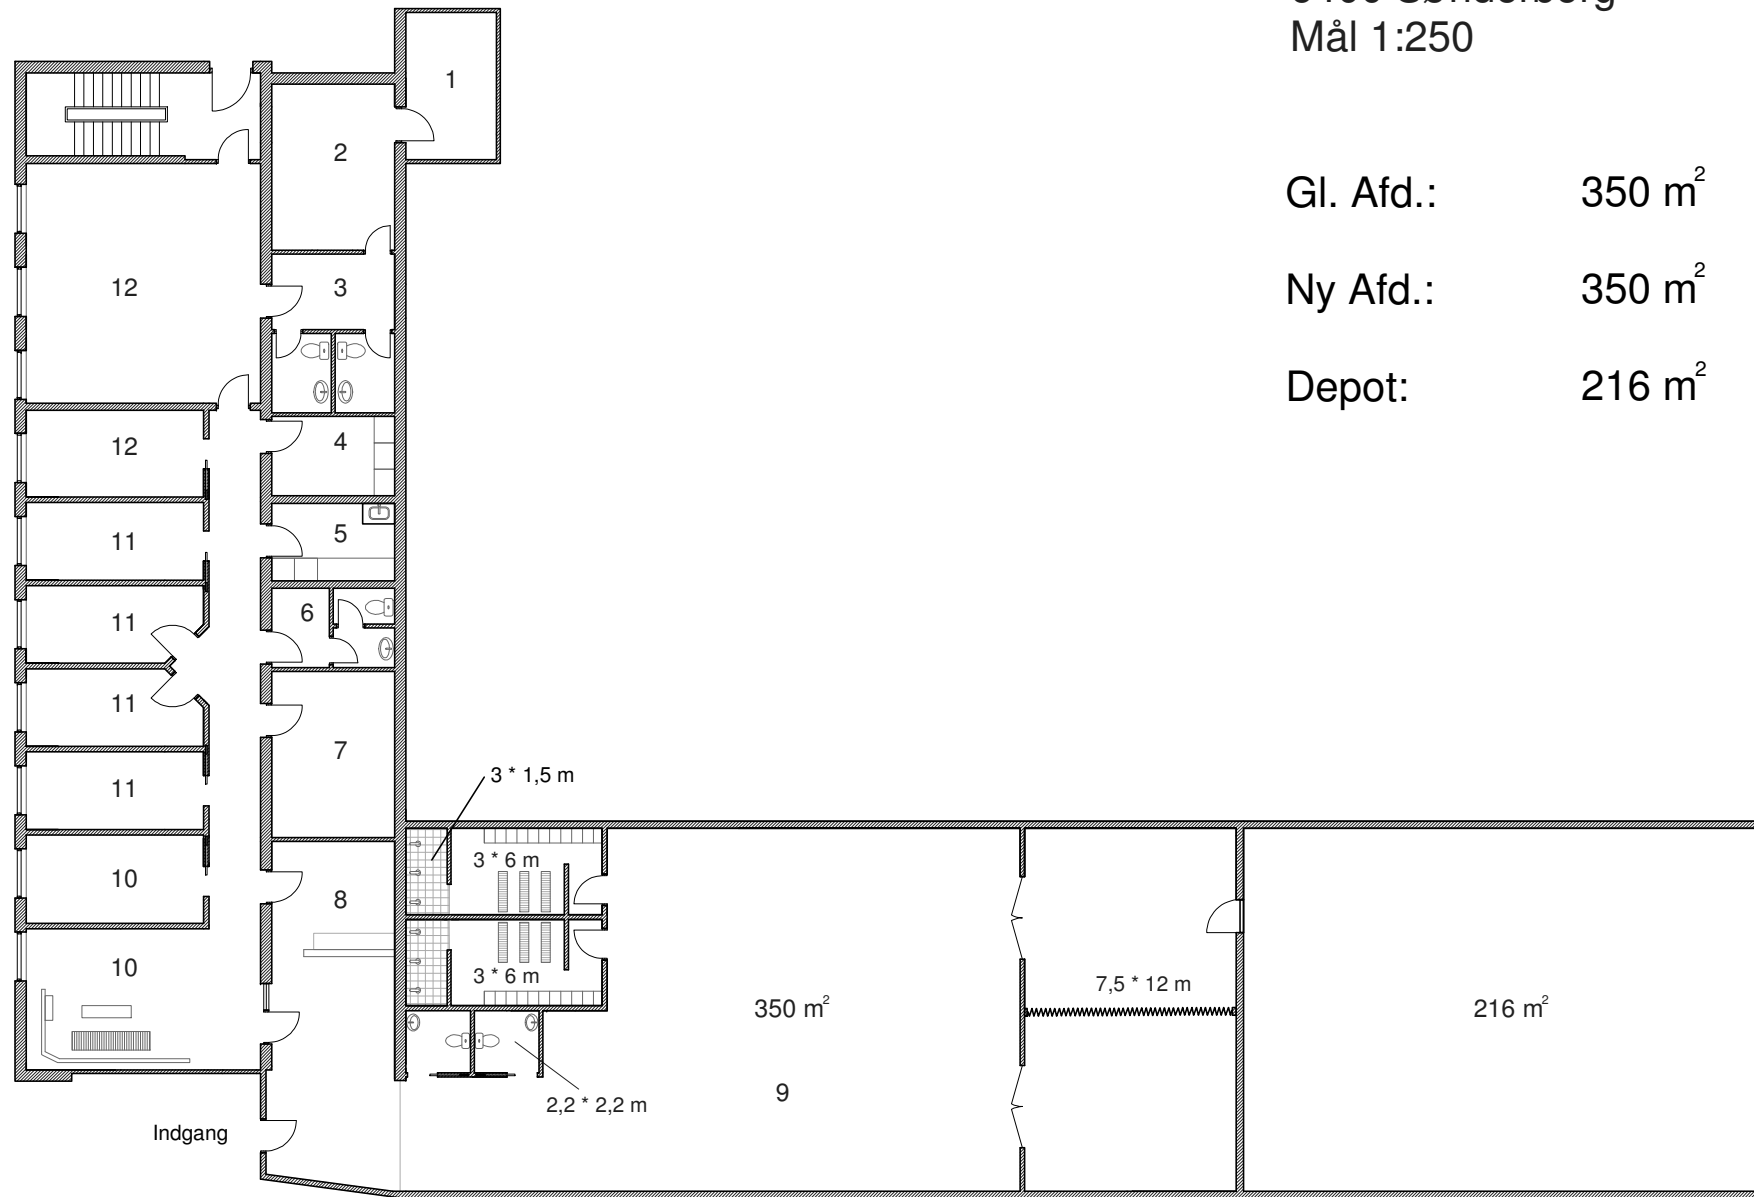 Mål 1:250
Gl. Afd.: 350 m²
Ny Afd.: 350 m²
Depot: 216 m²
1
2
12
3
12
4
11
5
11
6
11
7
11
3 * 1,5 m
10
8
3 * 6 m
10
3 * 6 m
7,5 * 12 m
350 m²
216 m²
9
2,2 * 2,2 m
Indgang